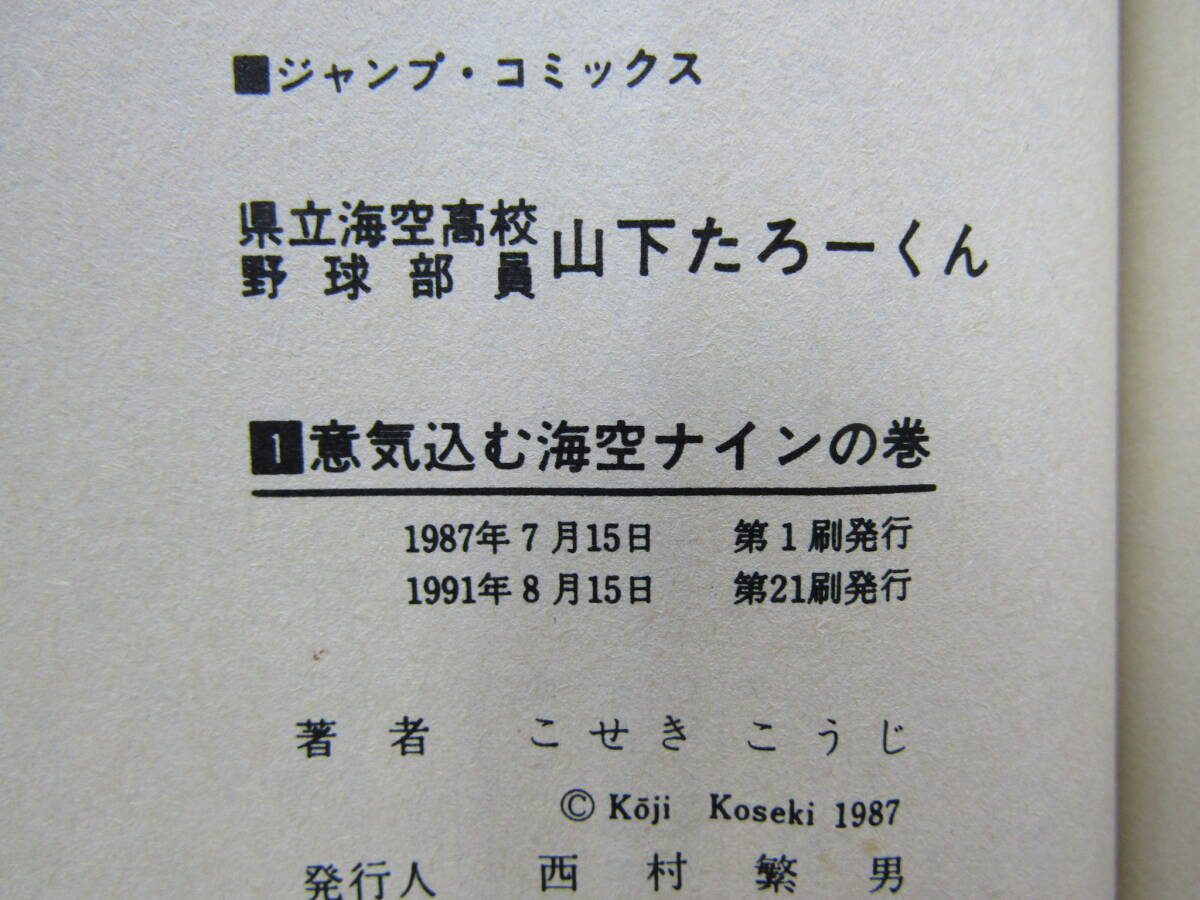 ■ジャンプ・コミックス
県立海空高校
野球部員
山下たろーくん
1 意気込む海空ナインの巻
1987年7月15日 第1刷発行
1991年8月15日 第21刷発行
著者 こせきこうじ
© Kōji Koseki 1987
発行人 西村繁男